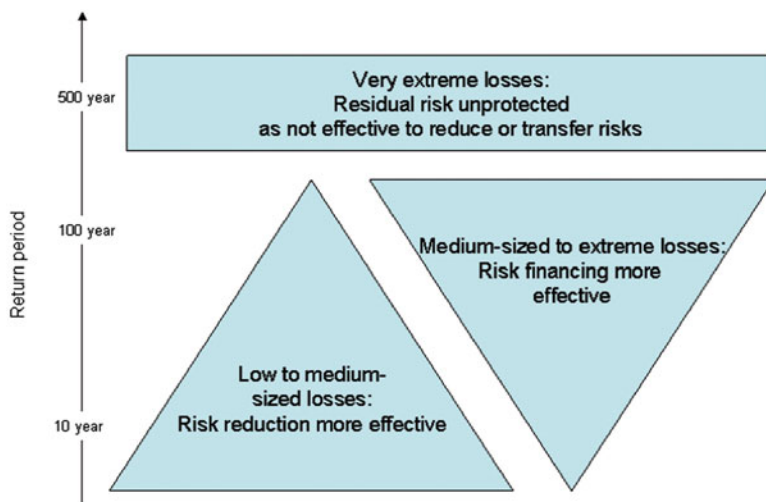 Very extreme losses:
Residual risk unprotected
as not effective to reduce or transfer risks
500 year
100 year
10 year
Return period
Medium-sized to extreme losses:
Risk financing more
effective
Low to medium-
sized losses:
Risk reduction more effective